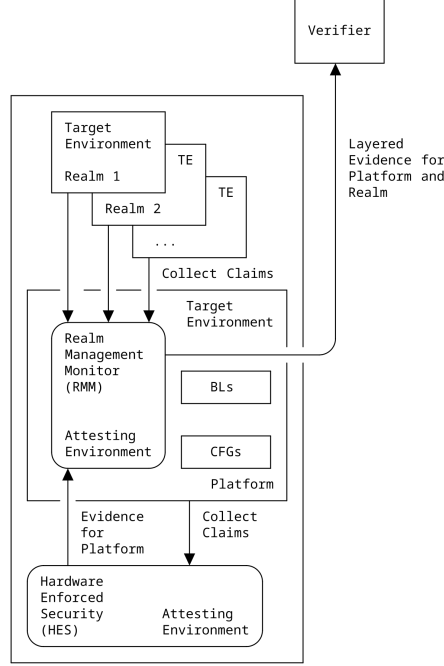 Verifier
Layered
Evidence for
Platform and
Realm
Target
Environment
Realm 1
TE
Realm 2
TE
...
Collect Claims
Target
Environment
Realm
Management
Monitor
(RMM)
Attesting
Environment
BLs
CFGs
Platform
Evidence
for
Platform
Collect
Claims
Hardware
Enforced
Security
(HES)
Attesting
Environment